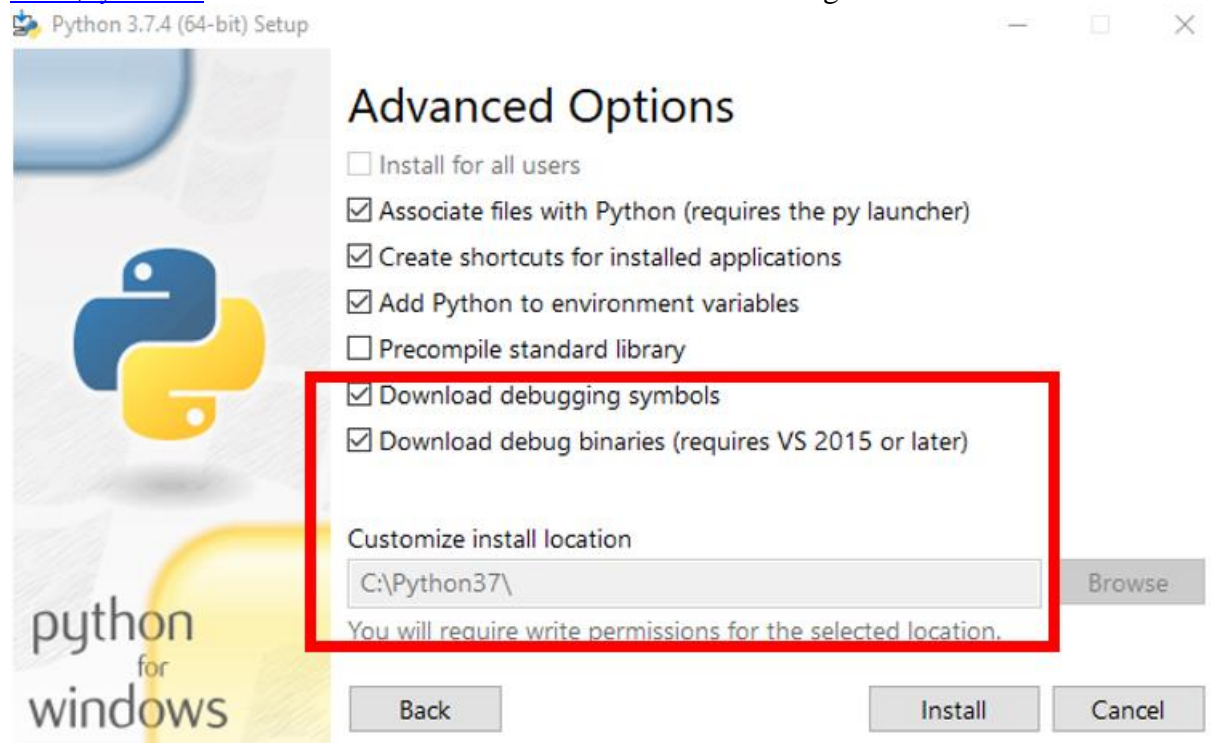 Python 3.7.4 (64-bit) Setup
Advanced Options
Install for all users
Associate files with Python (requires the py launcher)
Create shortcuts for installed applications
Add Python to environment variables
Precompile standard library
Download debugging symbols
Download debug binaries (requires VS 2015 or later)
Customize install location
C:\Python37\
Browse
You will require write permissions for the selected location.
python
for
windows
Back
Install
Cancel